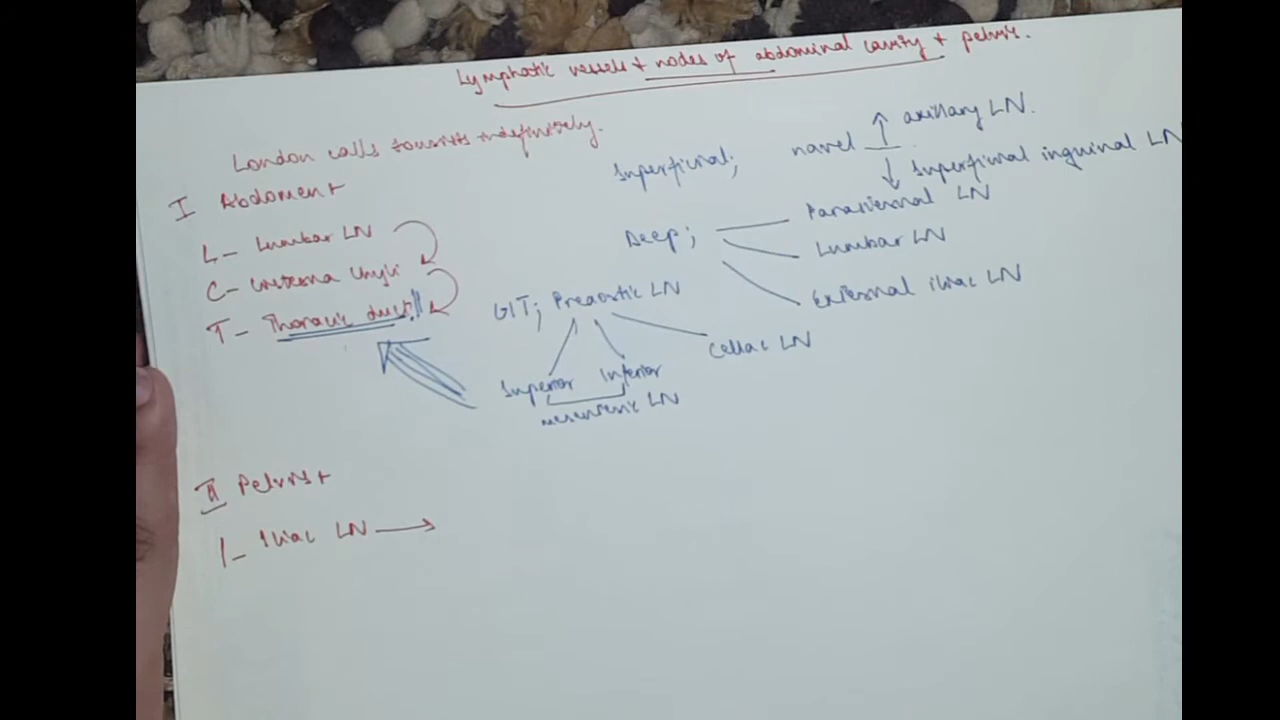 Lymphatic vessels + nodes of abdominal cavity + pelvis.
London calls tourists indefinitely.
I Abdomen +
L - Lumbar LN
C - Cisterna chyli
T - Thoracic duct!!
Superficial; navel
axillary LN.
Superficial inguinal LN
Deep;
Parasternal LN
Lumbar LN
External iliac LN
GIT; Preaortic LN
Superior Inferior
mesenteric LN
Celiac LN
II Pelvis +
I - Iliac LN →